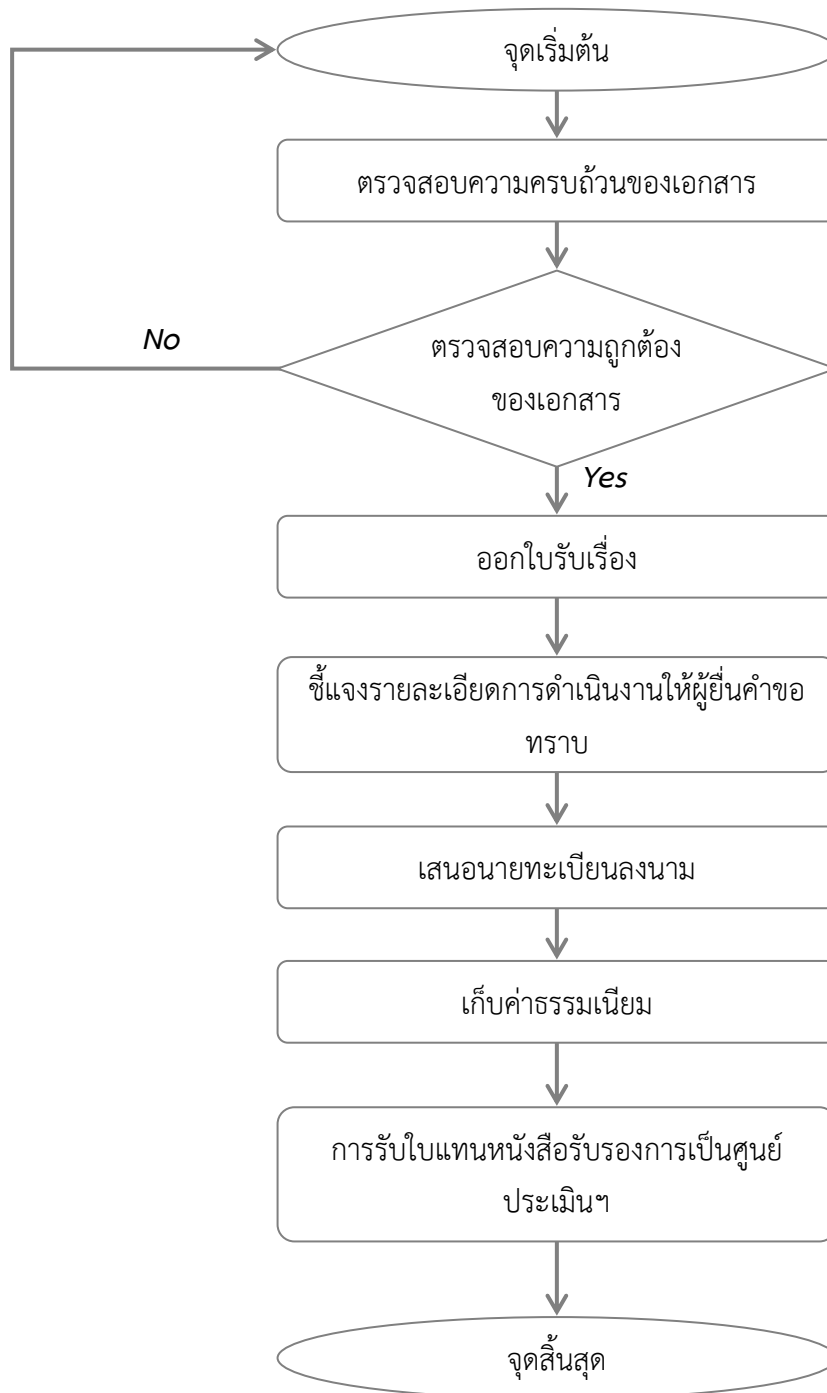 จุดเริ่มต้น
ตรวจสอบความครบถ้วนของเอกสาร
ตรวจสอบความถูกต้อง
ของเอกสาร
No
Yes
ออกใบรับเรื่อง
ชี้แจงรายละเอียดการดำเนินงานให้ผู้ยื่นคำขอ
ทราบ
เสนอนายทะเบียนลงนาม
เก็บค่าธรรมเนียม
การรับใบแทนหนังสือรับรองการเป็นศูนย์
ประเมินฯ
จุดสิ้นสุด